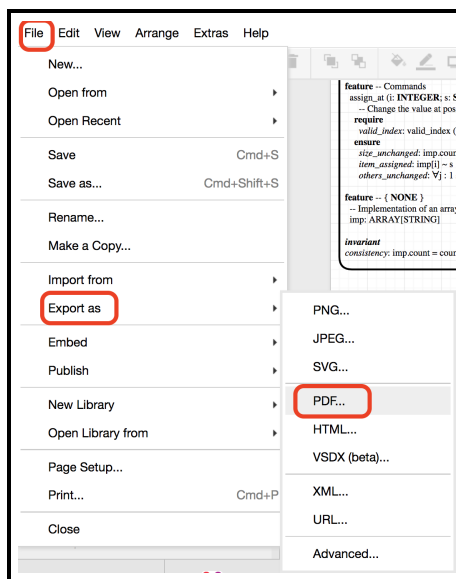 File Edit View Arrange Extras Help
New...
Open from
Open Recent
Save Cmd+S
Save as... Cmd+Shift+S
Rename...
Make a Copy...
Import from
Export as
Embed
Publish
New Library
Open Library from
Page Setup...
Print... Cmd+P
Close
PNG...
JPEG...
SVG...
PDF...
HTML...
VSDX (beta)...
XML...
URL...
Advanced...
feature -- Commands
assign_at (i: INTEGER; s: S
-- Change the value at pos
require
valid_index: valid_index (
ensure
size_unchanged: imp.coun
item_assigned: imp[i] ~ s
others_unchanged: ∀j : 1
feature -- { NONE }
-- Implementation of an array
imp: ARRAY[STRING]
invariant
consistency: imp.count = coun